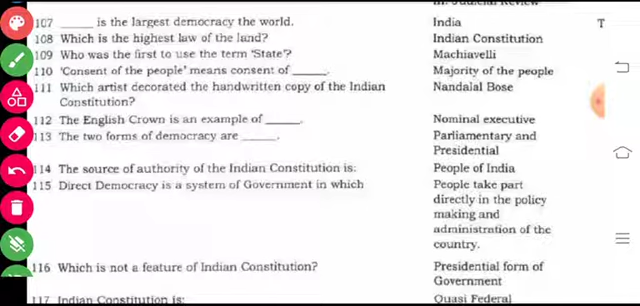 107 ______ is the largest democracy the world. India
108 Which is the highest law of the land? Indian Constitution
109 Who was the first to use the term 'State'? Machiavelli
110 'Consent of the people' means consent of ______. Majority of the people
111 Which artist decorated the handwritten copy of the Indian Nandalal Bose
Constitution?
112 The English Crown is an example of ______. Nominal executive
113 The two forms of democracy are ______. Parliamentary and
Presidential
114 The source of authority of the Indian Constitution is: People of India
115 Direct Democracy is a system of Government in which People take part
directly in the policy
making and
administration of the
country.
116 Which is not a feature of Indian Constitution? Presidential form of
Government
117 Indian Constitution is: Quasi Federal
T